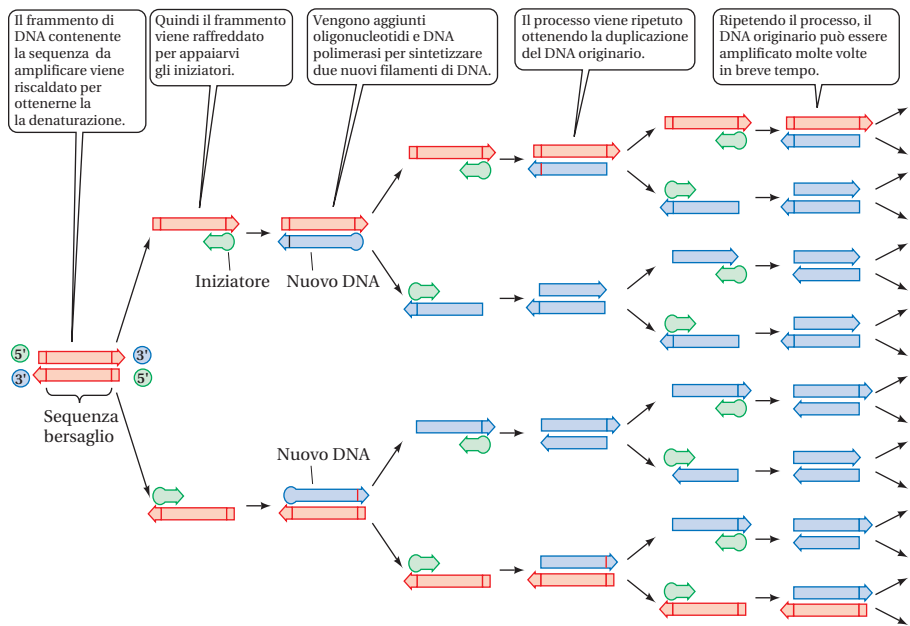 Il frammento di
DNA contenente
la sequenza da
amplificare viene
riscaldato per
ottenerne la
la denaturazione.
Quindi il frammento
viene raffreddato
per appaiarvi
gli iniziatori.
Vengono aggiunti
oligonucleotidi e DNA
polimerasi per sintetizzare
due nuovi filamenti di DNA.
Il processo viene ripetuto
ottenendo la duplicazione
del DNA originario.
Ripetendo il processo, il
DNA originario può essere
amplificato molte volte
in breve tempo.
Iniziatore
Nuovo DNA
5'
3'
3'
5'
Sequenza
bersaglio
Nuovo DNA